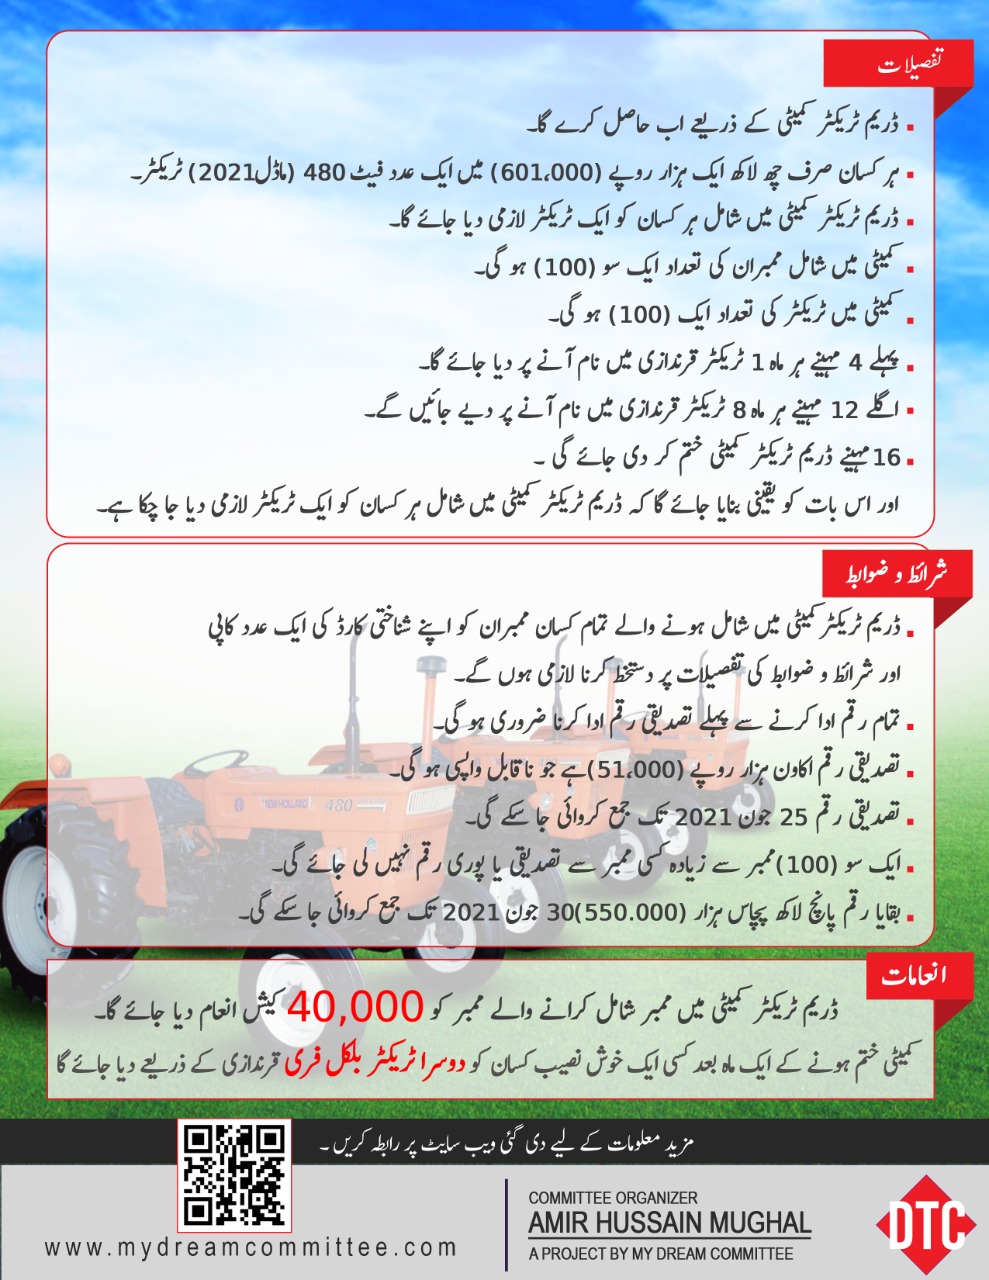 تفصیلات
ڈریم ٹریکٹر کمیٹی کے ذریعے اب حاصل کرے گا۔
ہر کسان صرف چھ لاکھ ایک ہزار روپے (601,000) میں ایک عدد فیٹ 480 (ماڈل2021) ٹریکٹر۔
ڈریم ٹریکٹر کمیٹی میں شامل ہر کسان کو ایک ٹریکٹر لازمی دیا جائے گا۔
کمیٹی میں شامل ممبران کی تعداد ایک سو (100) ہو گی۔
کمیٹی میں ٹریکٹر کی تعداد ایک (100) ہو گی۔
پہلے 4 مہینے ہر ماہ 1 ٹریکٹر قرندازی میں نام آنے پر دیا جائے گا۔
اگلے 12 مہینے ہر ماہ 8 ٹریکٹر قرندازی میں نام آنے پر دیے جائیں گے۔
16 مہینے ڈریم ٹریکٹر کمیٹی ختم کر دی جائے گی ۔
اور اس بات کو یقینی بنایا جائے گا کہ ڈریم ٹریکٹر کمیٹی میں شامل ہر کسان کو ایک ٹریکٹر لازمی دیا جا چکا ہے۔
شرائط و ضوابط
ڈریم ٹریکٹر کمیٹی میں شامل ہونے والے تمام کسان ممبران کو اپنے شناختی کارڈ کی ایک عدد کاپی
اور شرائط و ضوابط کی تفصیلات پر دستخط کرنا لازمی ہوں گے۔
تمام رقم ادا کرنے سے پہلے تصدیقی رقم ادا کرنا ضروری ہو گی۔
تصدیقی رقم اکاون ہزار روپے (51,000)ہے جو ناقابل واپسی ہو گی۔
تصدیقی رقم 25 جون 2021 تک جمع کروائی جا سکے گی۔
ایک سو (100)ممبر سے زیادہ کسی ممبر سے تصدیقی یا پوری رقم نہیں لی جائے گی۔
بقایا رقم پانچ لاکھ پچاس ہزار (550.000)30 جون 2021 تک جمع کروائی جا سکے گی۔
NEW HOLLAND 480
انعامات
ڈریم ٹریکٹر کمیٹی میں ممبر شامل کرانے والے ممبر کو 40,000 کیش انعام دیا جائے گا۔
کمیٹی ختم ہونے کے ایک ماہ بعد کسی ایک خوش نصیب کسان کو دوسرا ٹریکٹر بلکل فری قرندازی کے ذریعے دیا جائے گا
مزید معلومات کے لیے دی گئی ویب سایٹ پر رابطہ کریں ۔
www.mydreamcommittee.com
COMMITTEE ORGANIZER
AMIR HUSSAIN MUGHAL
A PROJECT BY MY DREAM COMMITTEE
DTC